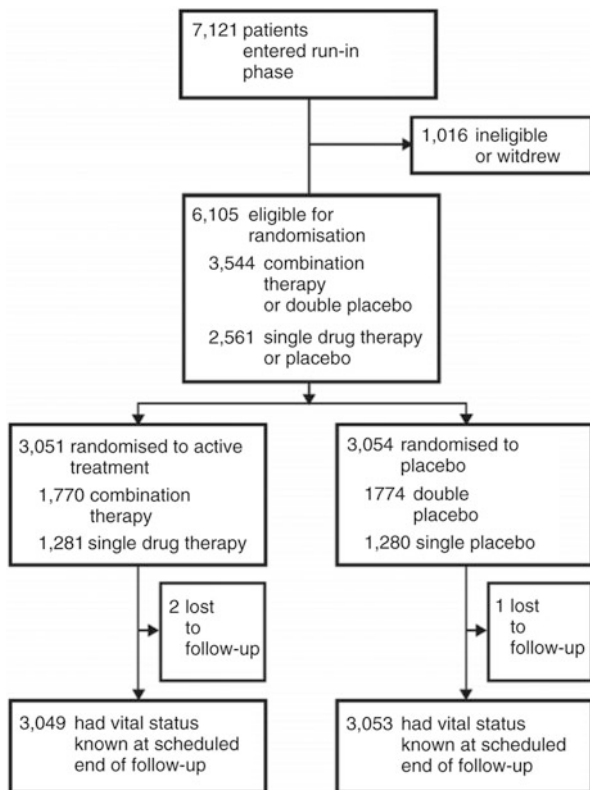 7,121 patients
entered run-in
phase
1,016 ineligible
or witdrew
6,105 eligible for
randomisation
3,544 combination
therapy
or double placebo
2,561 single drug therapy
or placebo
3,051 randomised to active
treatment
1,770 combination
therapy
1,281 single drug therapy
3,054 randomised to
placebo
1774 double
placebo
1,280 single placebo
2 lost
to
follow-up
1 lost
to
follow-up
3,049 had vital status
known at scheduled
end of follow-up
3,053 had vital status
known at scheduled
end of follow-up